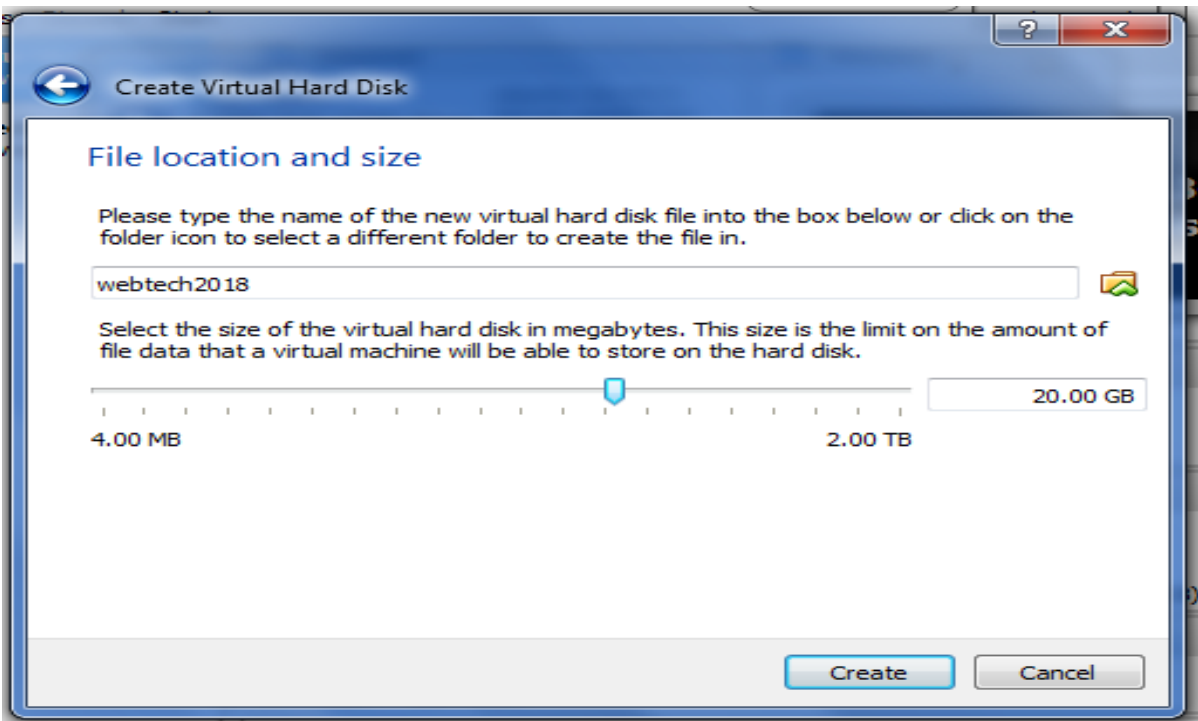 ?
Create Virtual Hard Disk
File location and size
Please type the name of the new virtual hard disk file into the box below or click on the
folder icon to select a different folder to create the file in.
webtech2018
Select the size of the virtual hard disk in megabytes. This size is the limit on the amount of
file data that a virtual machine will be able to store on the hard disk.
20.00 GB
4.00 MB 2.00 TB
Create Cancel